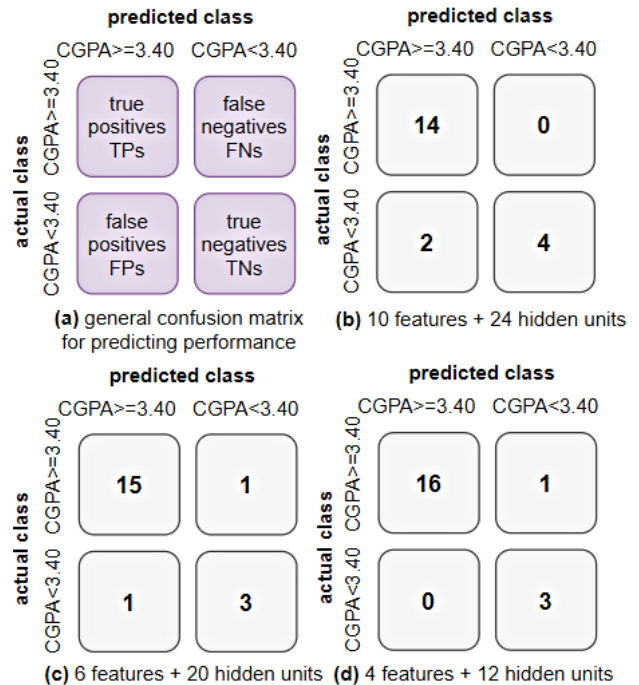 predicted class
CGPA>=3.40 CGPA<3.40
actual class
CGPA>=3.40
CGPA<3.40
true
positives
TPs
false
negatives
FNs
false
positives
FPs
true
negatives
TNs
(a) general confusion matrix
for predicting performance
predicted class
CGPA>=3.40 CGPA<3.40
actual class
CGPA>=3.40
CGPA<3.40
14 0
2 4
(b) 10 features + 24 hidden units
predicted class
CGPA>=3.40 CGPA<3.40
actual class
CGPA>=3.40
CGPA<3.40
15 1
1 3
(c) 6 features + 20 hidden units
predicted class
CGPA>=3.40 CGPA<3.40
actual class
CGPA>=3.40
CGPA<3.40
16 1
0 3
(d) 4 features + 12 hidden units